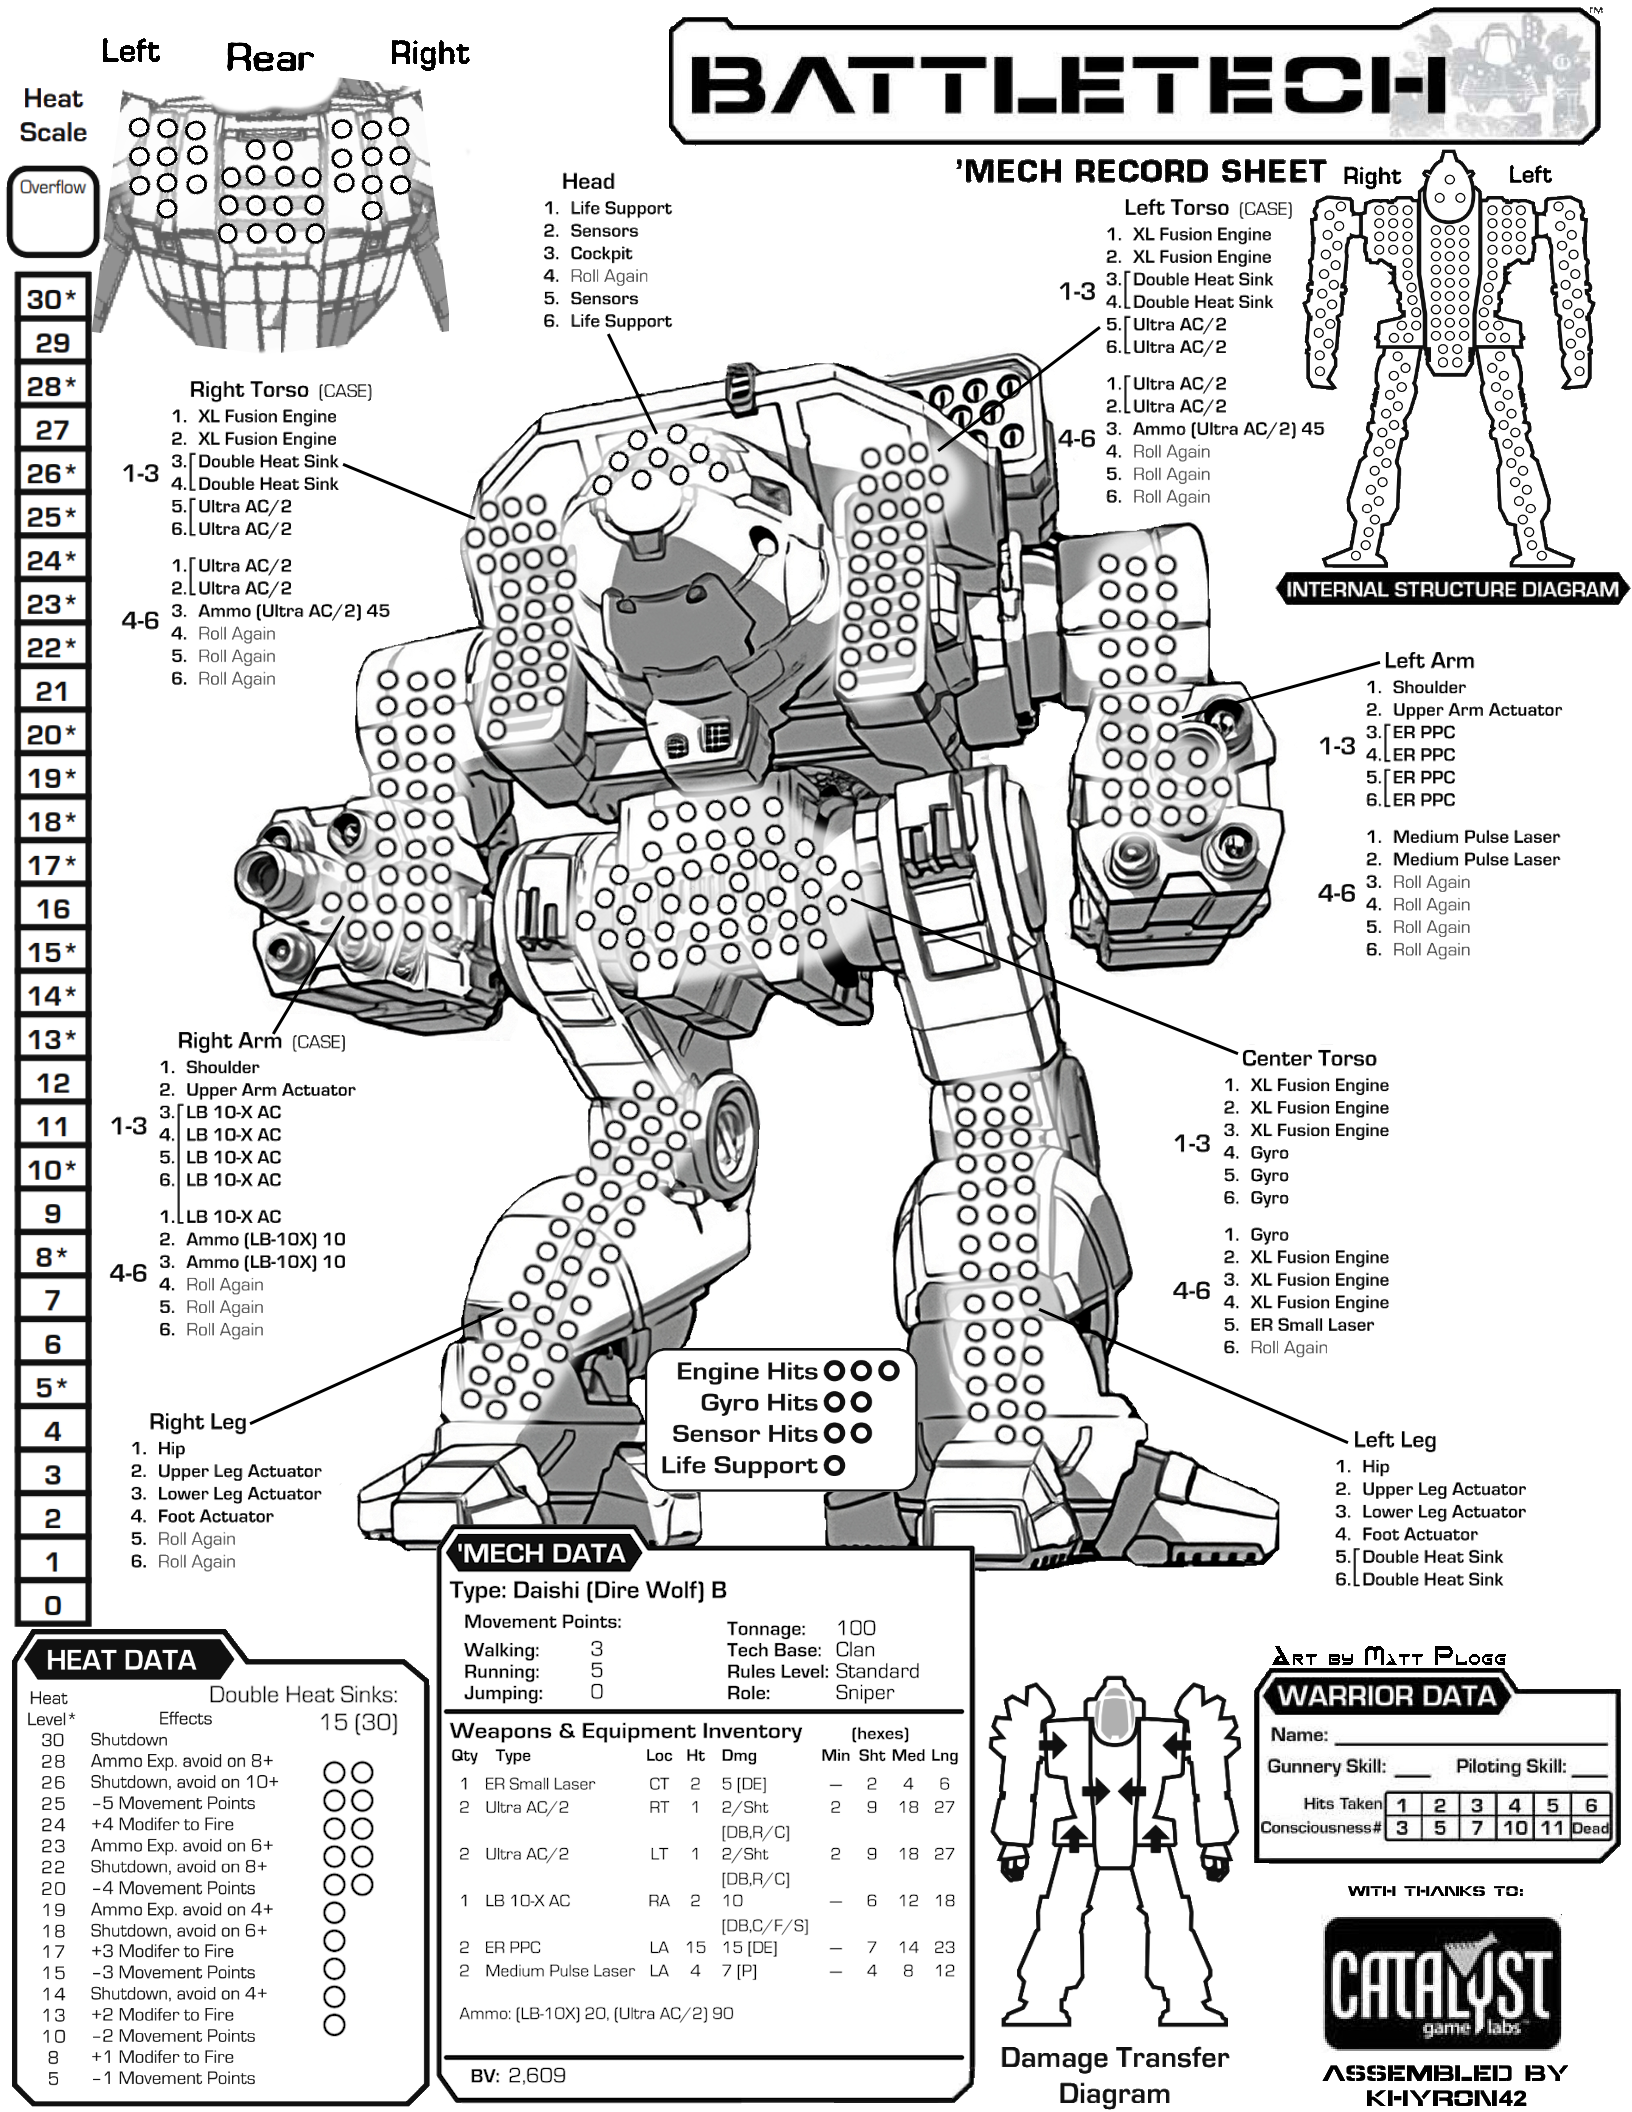 Left Rear Right
Heat
Scale
Overflow
30*
29
28*
27
26*
25*
24*
23*
22*
21
20*
19*
18*
17*
16
15*
14*
13*
12
11
10*
9
8*
7
6
5*
4
3
2
1
0
BATTLETECH
TM
'MECH RECORD SHEET
Right Left
INTERNAL STRUCTURE DIAGRAM
Head
1. Life Support
2. Sensors
3. Cockpit
4. Roll Again
5. Sensors
6. Life Support
Left Torso (CASE)
1-3
1. XL Fusion Engine
2. XL Fusion Engine
3. Double Heat Sink
4. Double Heat Sink
5. Ultra AC/2
6. Ultra AC/2
4-6
1. Ultra AC/2
2. Ultra AC/2
3. Ammo (Ultra AC/2) 45
4. Roll Again
5. Roll Again
6. Roll Again
Right Torso (CASE)
1-3
1. XL Fusion Engine
2. XL Fusion Engine
3. Double Heat Sink
4. Double Heat Sink
5. Ultra AC/2
6. Ultra AC/2
4-6
1. Ultra AC/2
2. Ultra AC/2
3. Ammo (Ultra AC/2) 45
4. Roll Again
5. Roll Again
6. Roll Again
Left Arm
1-3
1. Shoulder
2. Upper Arm Actuator
3. ER PPC
4. ER PPC
5. ER PPC
6. ER PPC
4-6
1. Medium Pulse Laser
2. Medium Pulse Laser
3. Roll Again
4. Roll Again
5. Roll Again
6. Roll Again
Right Arm (CASE)
1-3
1. Shoulder
2. Upper Arm Actuator
3. LB 10-X AC
4. LB 10-X AC
5. LB 10-X AC
6. LB 10-X AC
4-6
1. LB 10-X AC
2. Ammo (LB-10X) 10
3. Ammo (LB-10X) 10
4. Roll Again
5. Roll Again
6. Roll Again
Center Torso
1-3
1. XL Fusion Engine
2. XL Fusion Engine
3. XL Fusion Engine
4. Gyro
5. Gyro
6. Gyro
4-6
1. Gyro
2. XL Fusion Engine
3. XL Fusion Engine
4. XL Fusion Engine
5. ER Small Laser
6. Roll Again
Engine Hits
Gyro Hits
Sensor Hits
Life Support
Right Leg
1. Hip
2. Upper Leg Actuator
3. Lower Leg Actuator
4. Foot Actuator
5. Roll Again
6. Roll Again
Left Leg
1. Hip
2. Upper Leg Actuator
3. Lower Leg Actuator
4. Foot Actuator
5. Double Heat Sink
6. Double Heat Sink
HEAT DATA
Double Heat Sinks:
15 (30)
Heat
Level* Effects
30 Shutdown
28 Ammo Exp. avoid on 8+
26 Shutdown, avoid on 10+
25 -5 Movement Points
24 +4 Modifer to Fire
23 Ammo Exp. avoid on 6+
22 Shutdown, avoid on 8+
20 -4 Movement Points
19 Ammo Exp. avoid on 4+
18 Shutdown, avoid on 6+
17 +3 Modifer to Fire
15 -3 Movement Points
14 Shutdown, avoid on 4+
13 +2 Modifer to Fire
10 -2 Movement Points
8 +1 Modifer to Fire
5 -1 Movement Points
'MECH DATA
Type: Daishi (Dire Wolf) B
Movement Points:
Walking: 3
Running: 5
Jumping: 0
Tonnage: 100
Tech Base: Clan
Rules Level: Standard
Role: Sniper
Weapons & Equipment Inventory (hexes)
Qty Type Loc Ht Dmg Min Sht Med Lng
1 ER Small Laser CT 2 5 [DE] — 2 4 6
2 Ultra AC/2 RT 1 2/Sht 2 9 18 27
[DB,R/C]
2 Ultra AC/2 LT 1 2/Sht 2 9 18 27
[DB,R/C]
1 LB 10-X AC RA 2 10 — 6 12 18
[DB,C/F/S]
2 ER PPC LA 15 15 [DE] — 7 14 23
2 Medium Pulse Laser LA 4 7 [P] — 4 8 12
Ammo: (LB-10X) 20, (Ultra AC/2) 90
BV: 2,609
Damage Transfer
Diagram
Art by Matt Plogg
WARRIOR DATA
Name:
Gunnery Skill: Piloting Skill:
Hits Taken 1 2 3 4 5 6
Consciousness# 3 5 7 10 11 Dead
WITH THANKS TO:
CATALYST
game labs™
ASSEMBLED BY
KHYRON42